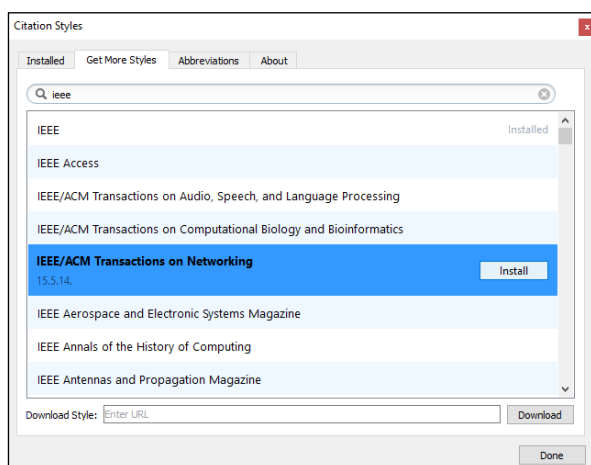 Citation Styles
x
Installed Get More Styles Abbreviations About
ieee
IEEE Installed
IEEE Access
IEEE/ACM Transactions on Audio, Speech, and Language Processing
IEEE/ACM Transactions on Computational Biology and Bioinformatics
IEEE/ACM Transactions on Networking
15.5.14.
Install
IEEE Aerospace and Electronic Systems Magazine
IEEE Annals of the History of Computing
IEEE Antennas and Propagation Magazine
Download Style: Enter URL Download
Done